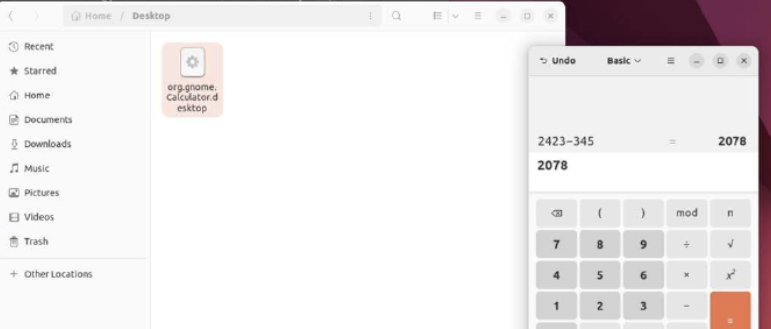 Home / Desktop
Recent
Starred
Home
Documents
Downloads
Music
Pictures
Videos
Trash
+ Other Locations
org.gnome.
Calculator.d
esktop
Undo Basic
2423−345 = 2078
2078
( ) mod π
7 8 9 ÷ √
4 5 6 × x²
1 2 3 − =